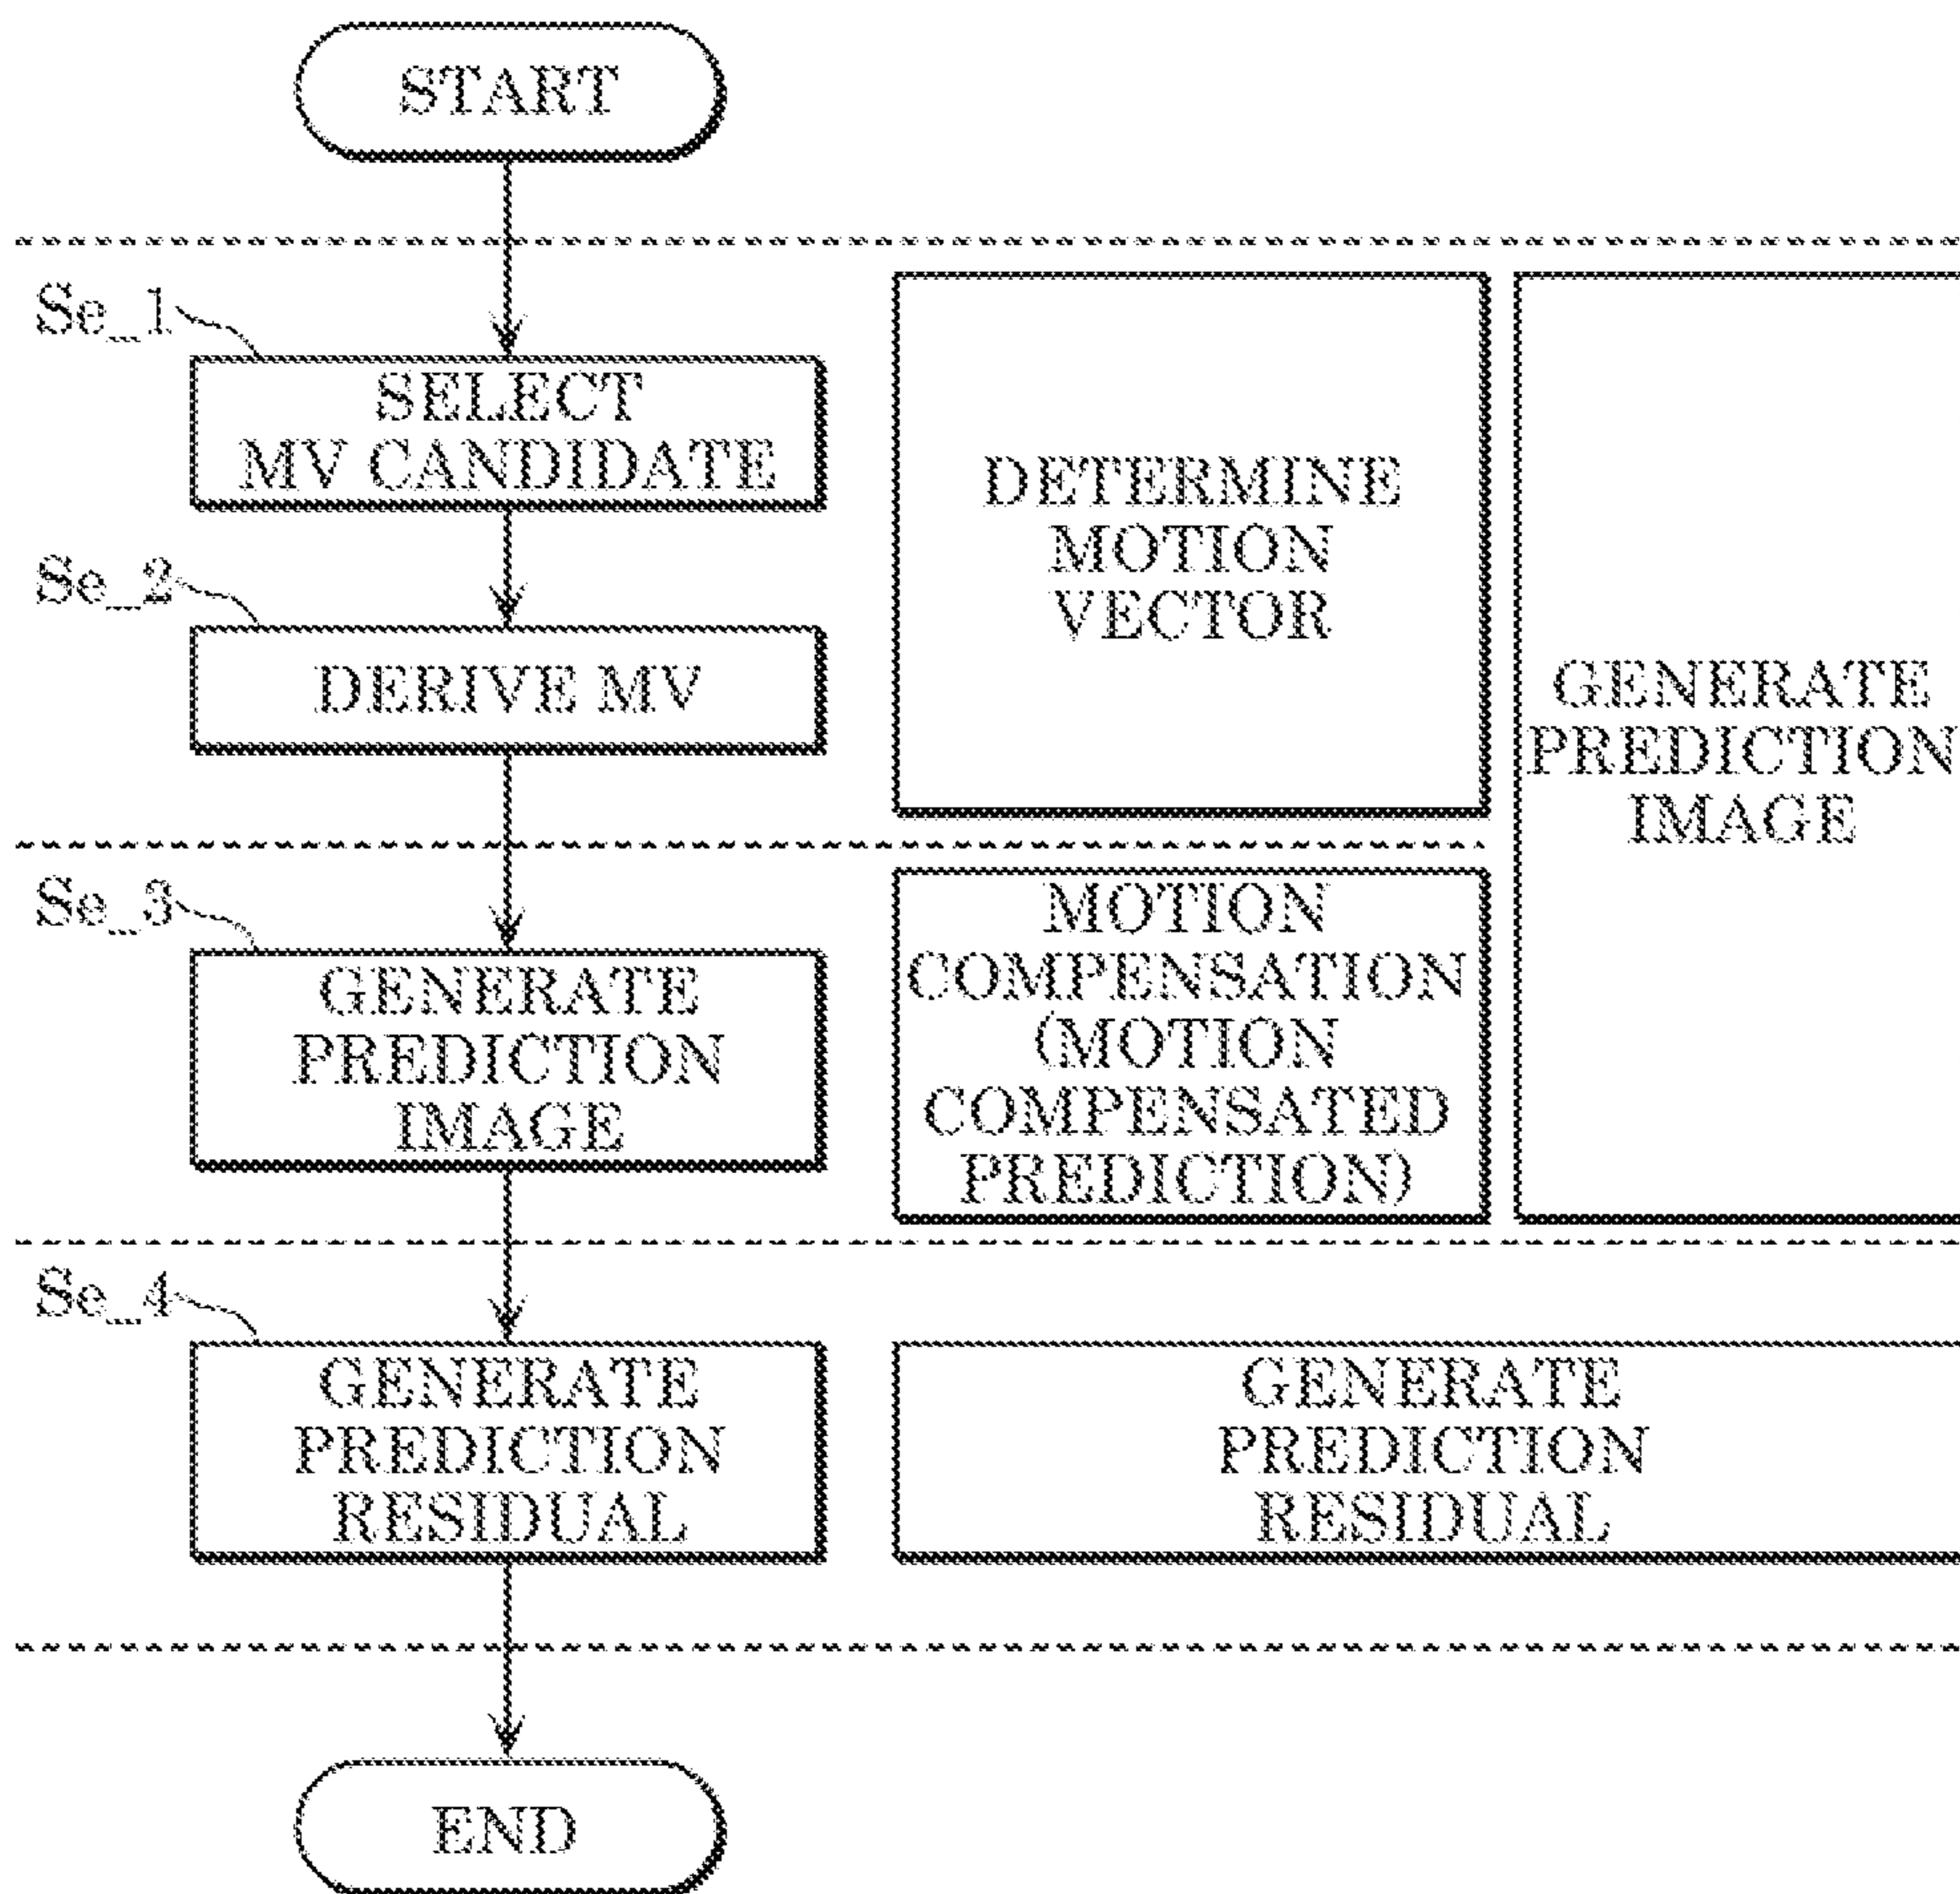 START
Se_1
SELECT
MV CANDIDATE
Se_2
DERIVE MV
DETERMINE
MOTION
VECTOR
GENERATE
PREDICTION
IMAGE
Se_3
GENERATE
PREDICTION
IMAGE
MOTION
COMPENSATION
(MOTION
COMPENSATED
PREDICTION)
Se_4
GENERATE
PREDICTION
RESIDUAL
GENERATE
PREDICTION
RESIDUAL
END